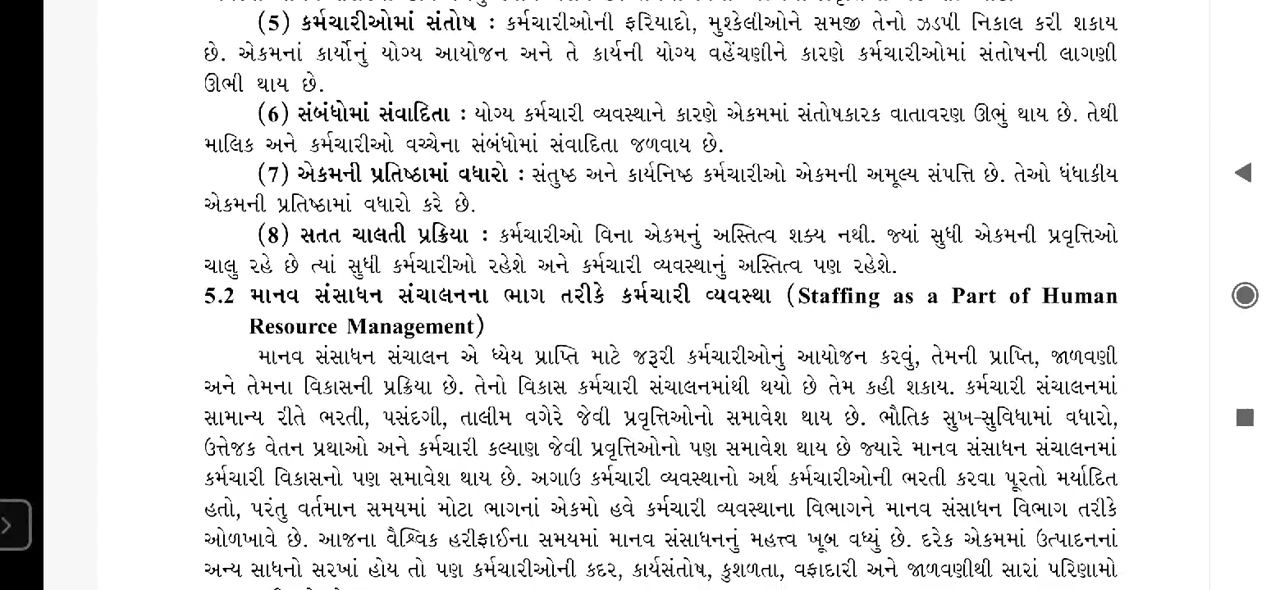 (5) કર્મચારીઓમાં સંતોષ : કર્મચારીઓની ફરિયાદો, મુશ્કેલીઓને સમજી તેનો ઝડપી નિકાલ કરી શકાય
છે. એકમનાં કાર્યોનું યોગ્ય આયોજન અને તે કાર્યની યોગ્ય વહેંચણીને કારણે કર્મચારીઓમાં સંતોષની લાગણી
ઊભી થાય છે.
(6) સંબંધોમાં સંવાદિતા : યોગ્ય કર્મચારી વ્યવસ્થાને કારણે એકમમાં સંતોષકારક વાતાવરણ ઊભું થાય છે. તેથી
માલિક અને કર્મચારીઓ વચ્ચેના સંબંધોમાં સંવાદિતા જળવાય છે.
(7) એકમની પ્રતિષ્ઠામાં વધારો : સંતુષ્ઠ અને કાર્યનિષ્ઠ કર્મચારીઓ એકમની અમૂલ્ય સંપત્તિ છે. તેઓ ધંધાકીય
એકમની પ્રતિષ્ઠામાં વધારો કરે છે.
(8) સતત ચાલતી પ્રક્રિયા : કર્મચારીઓ વિના એકમનું અસ્તિત્વ શક્ય નથી. જ્યાં સુધી એકમની પ્રવૃત્તિઓ
ચાલુ રહે છે ત્યાં સુધી કર્મચારીઓ રહેશે અને કર્મચારી વ્યવસ્થાનું અસ્તિત્વ પણ રહેશે.
5.2 માનવ સંસાધન સંચાલનના ભાગ તરીકે કર્મચારી વ્યવસ્થા (Staffing as a Part of Human
Resource Management)
માનવ સંસાધન સંચાલન એ ધ્યેય પ્રાપ્તિ માટે જરૂરી કર્મચારીઓનું આયોજન કરવું, તેમની પ્રાપ્તિ, જાળવણી
અને તેમના વિકાસની પ્રક્રિયા છે. તેનો વિકાસ કર્મચારી સંચાલનમાંથી થયો છે તેમ કહી શકાય. કર્મચારી સંચાલનમાં
સામાન્ય રીતે ભરતી, પસંદગી, તાલીમ વગેરે જેવી પ્રવૃત્તિઓનો સમાવેશ થાય છે. ભૌતિક સુખ-સુવિધામાં વધારો,
ઉત્તેજક વેતન પ્રથાઓ અને કર્મચારી કલ્યાણ જેવી પ્રવૃત્તિઓનો પણ સમાવેશ થાય છે જ્યારે માનવ સંસાધન સંચાલનમાં
કર્મચારી વિકાસનો પણ સમાવેશ થાય છે. અગાઉ કર્મચારી વ્યવસ્થાનો અર્થ કર્મચારીઓની ભરતી કરવા પૂરતો મર્યાદિત
હતો, પરંતુ વર્તમાન સમયમાં મોટા ભાગનાં એકમો હવે કર્મચારી વ્યવસ્થાના વિભાગને માનવ સંસાધન વિભાગ તરીકે
ઓળખાવે છે. આજના વૈશ્વિક હરીફાઈના સમયમાં માનવ સંસાધનનું મહત્ત્વ ખૂબ વધ્યું છે. દરેક એકમમાં ઉત્પાદનનાં
અન્ય સાધનો સરખાં હોય તો પણ કર્મચારીઓની કદર, કાર્યસંતોષ, કુશળતા, વફાદારી અને જાળવણીથી સારાં પરિણામો